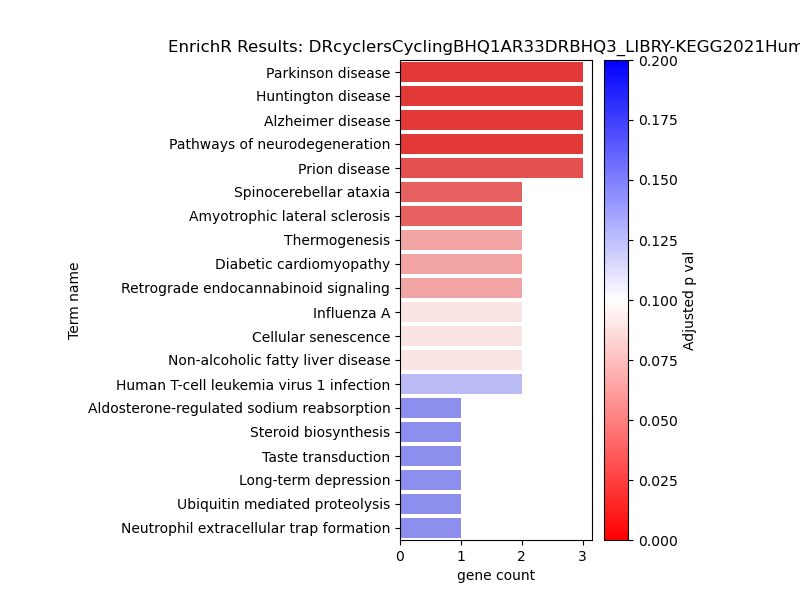 EnrichR Results: DRcyclersCyclingBHQ1AR33DRBHQ3_LIBRY-KEGG2021Hum
Parkinson disease
Huntington disease
Alzheimer disease
Pathways of neurodegeneration
Prion disease
Spinocerebellar ataxia
Amyotrophic lateral sclerosis
Thermogenesis
Diabetic cardiomyopathy
Retrograde endocannabinoid signaling
Influenza A
Cellular senescence
Non-alcoholic fatty liver disease
Human T-cell leukemia virus 1 infection
Aldosterone-regulated sodium reabsorption
Steroid biosynthesis
Taste transduction
Long-term depression
Ubiquitin mediated proteolysis
Neutrophil extracellular trap formation
Term name
0 1 2 3
gene count
0.200
0.175
0.150
0.125
0.100
0.075
0.050
0.025
0.000
Adjusted p val